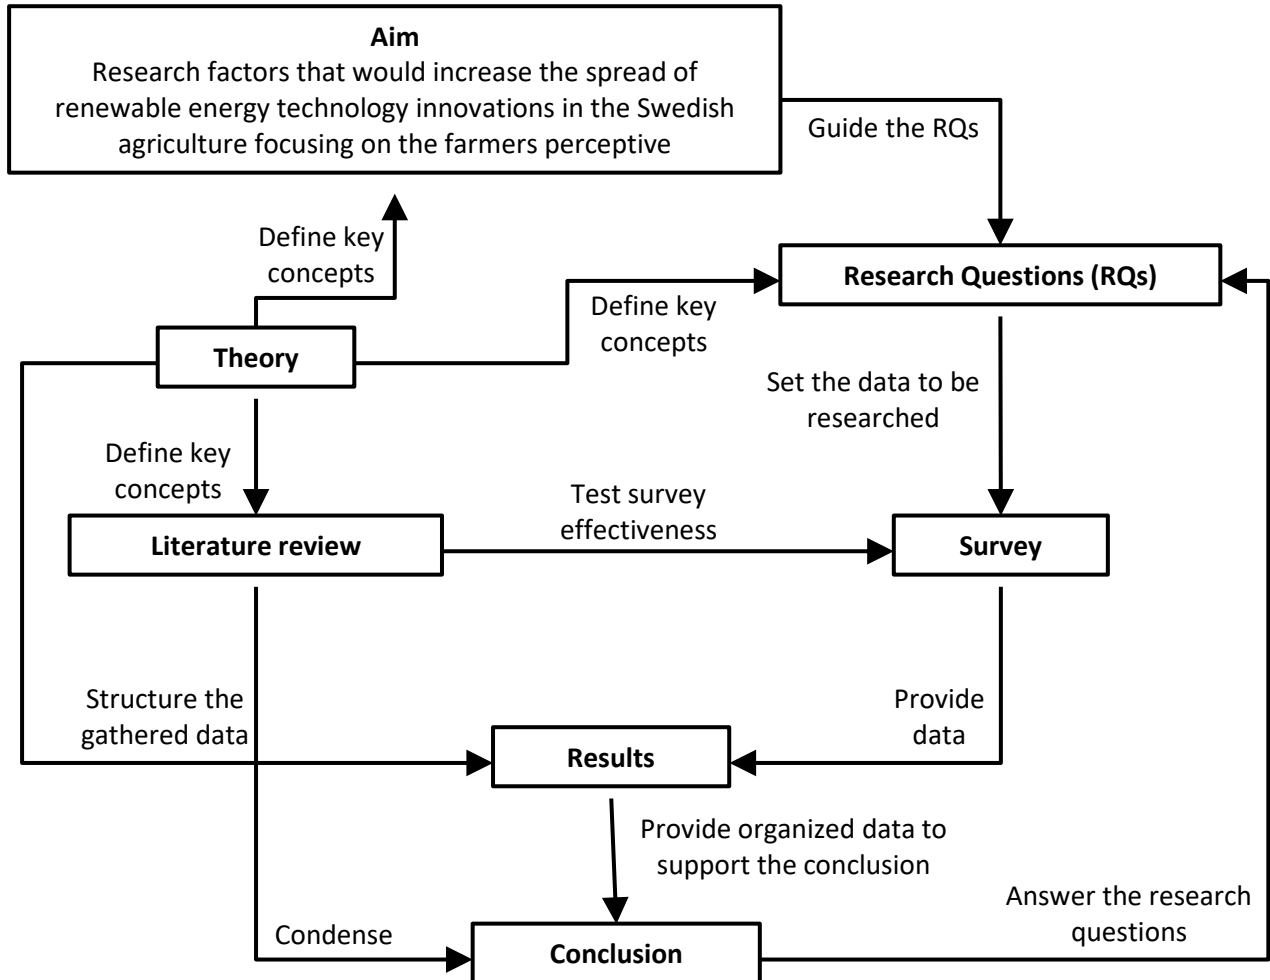 Aim
Research factors that would increase the spread of
renewable energy technology innovations in the Swedish
agriculture focusing on the farmers perceptive
Guide the RQs
Define key
concepts
Research Questions (RQs)
Define key
concepts
Theory
Set the data to be
researched
Define key
concepts
Test survey
effectiveness
Literature review
Survey
Structure the
gathered data
Provide
data
Results
Provide organized data to
support the conclusion
Answer the research
questions
Condense
Conclusion